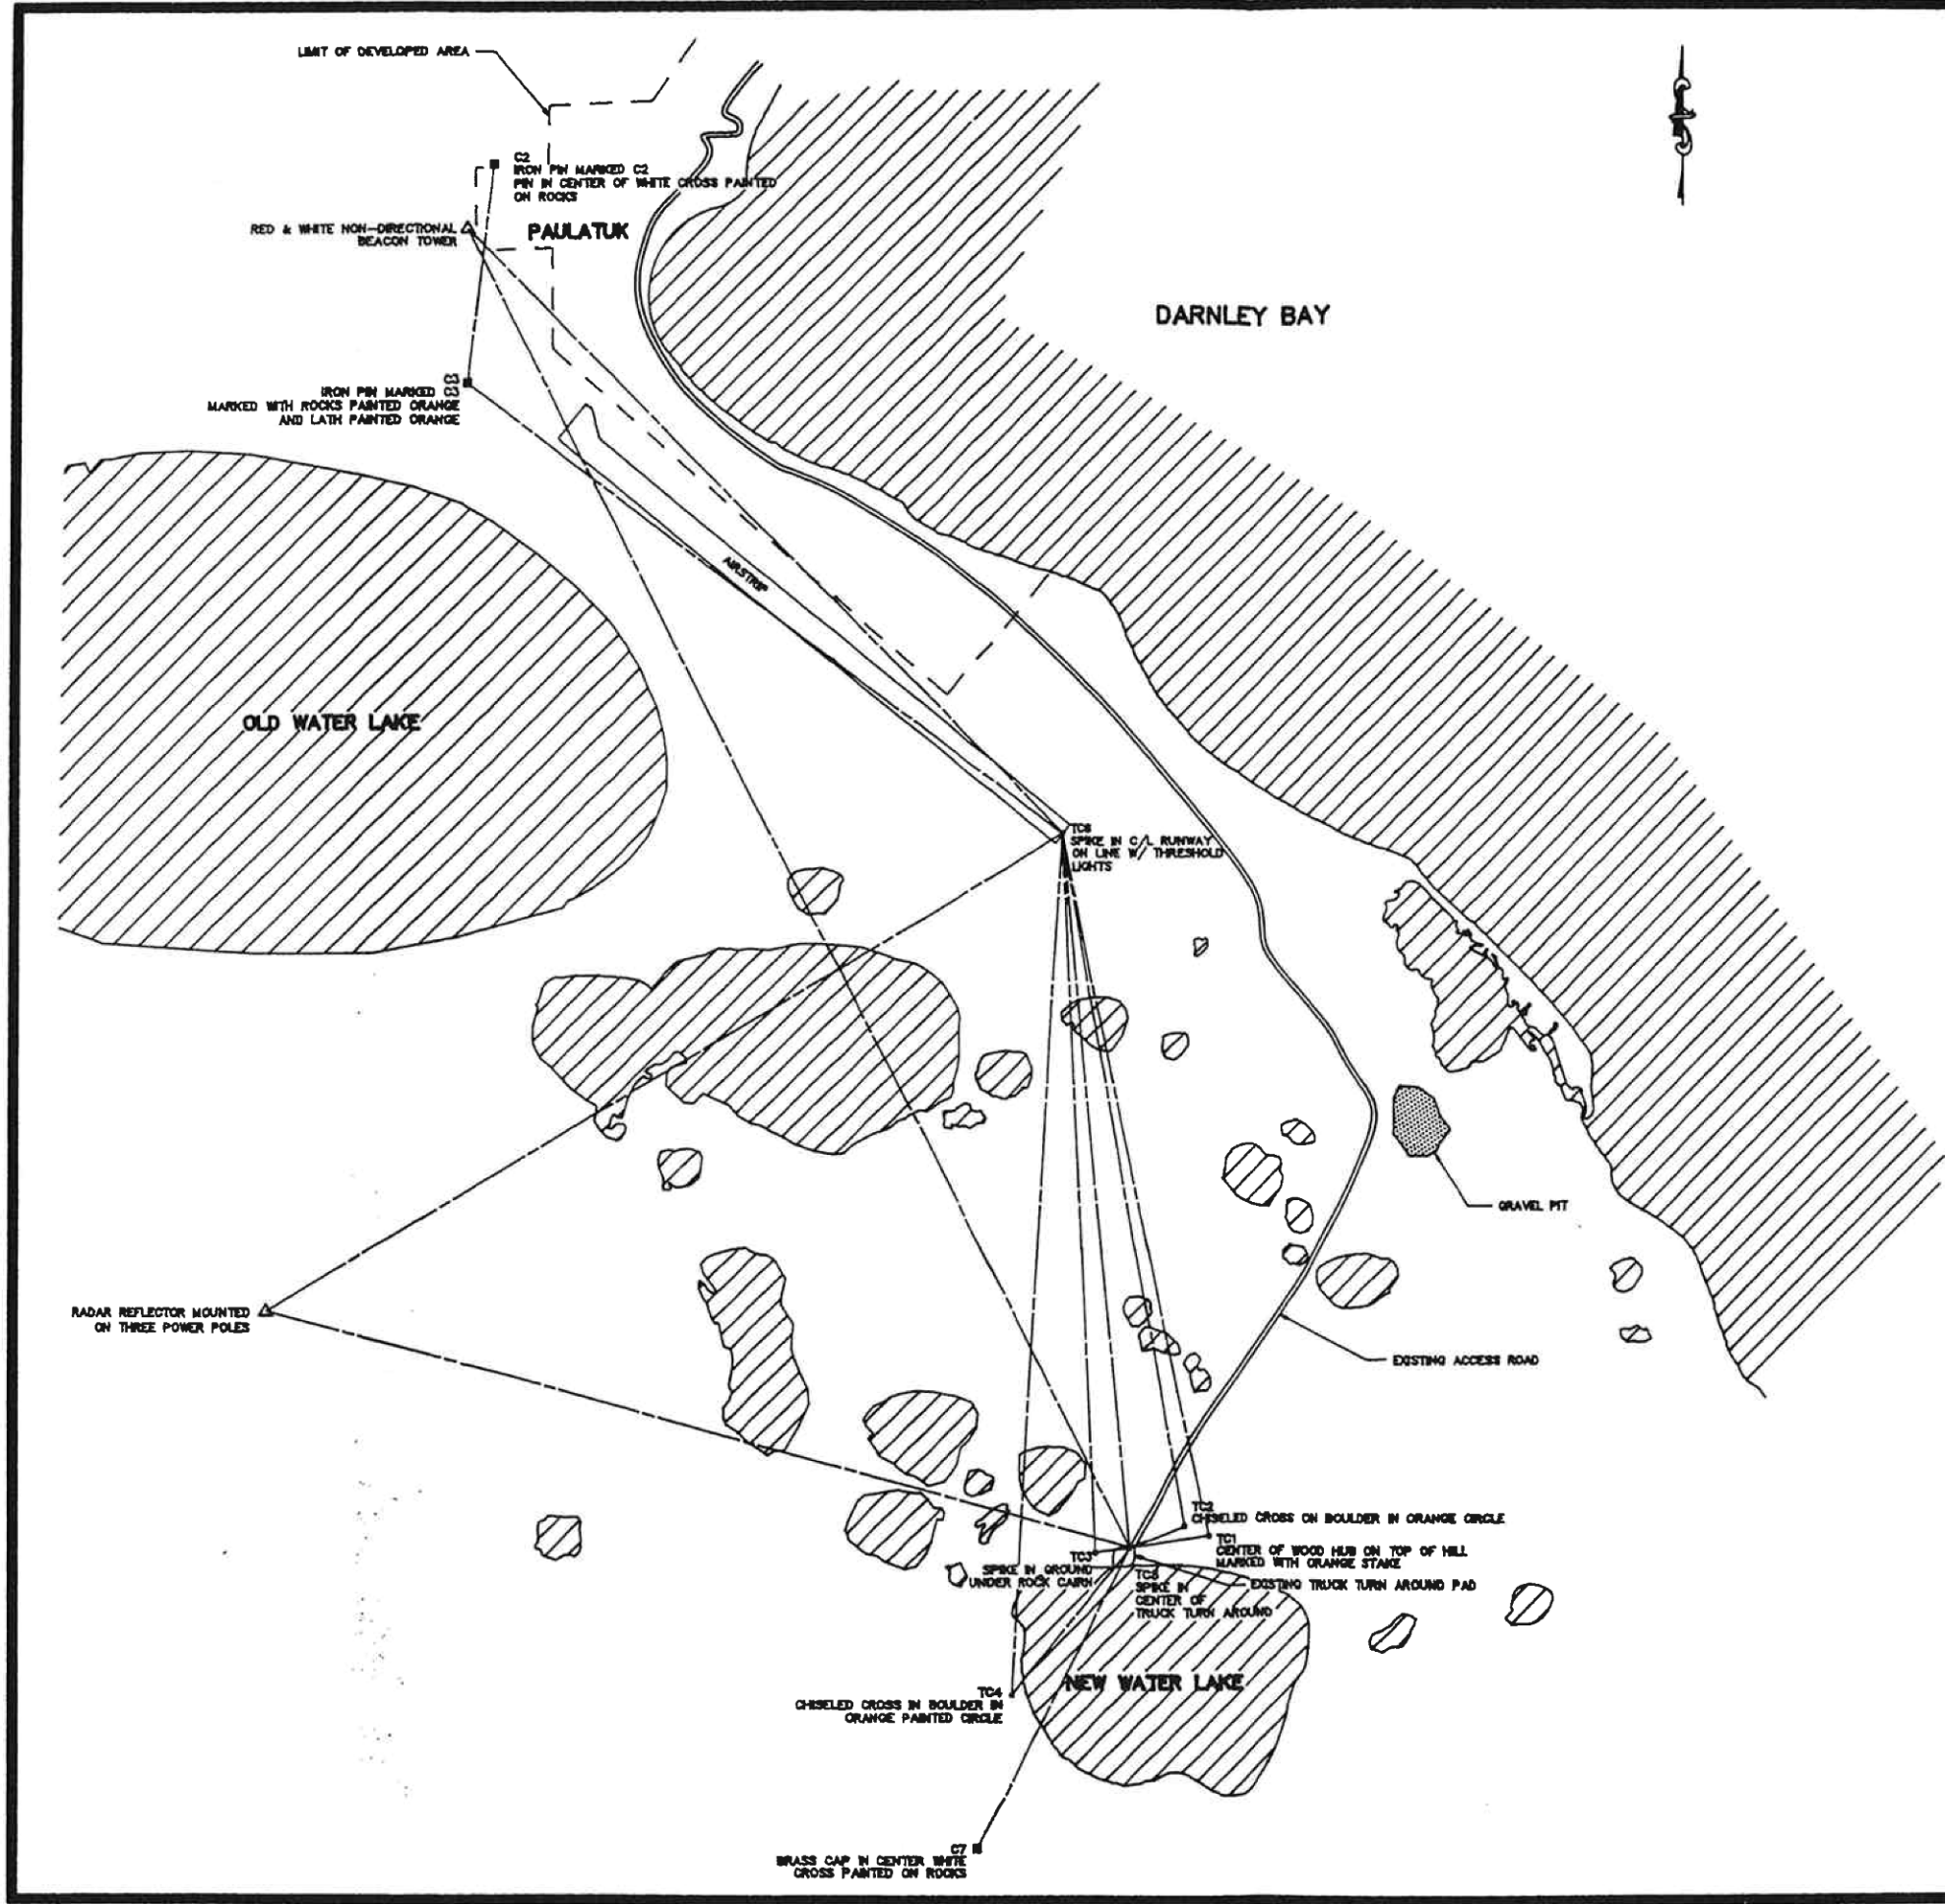 LIMIT OF DEVELOPED AREA
C2
IRON PIN MARKED C2
PIN IN CENTER OF WHITE CROSS PAINTED
ON ROCKS
RED & WHITE NON-DIRECTIONAL
BEACON TOWER
PAULATUK
DARNLEY BAY
IRON PIN MARKED C3
MARKED WITH ROCKS PAINTED ORANGE
AND LATH PAINTED ORANGE
AIRSTRIP
OLD WATER LAKE
TC6
SPIKE IN C/L RUNWAY
ON LINE W/ THRESHOLD
LIGHTS
GRAVEL PIT
RADAR REFLECTOR MOUNTED
ON THREE POWER POLES
EXISTING ACCESS ROAD
TC2
CHISELED CROSS ON BOULDER IN ORANGE CIRCLE
TC1
CENTER OF WOOD HUB ON TOP OF HILL
MARKED WITH ORANGE STAKE
TC3
SPIKE IN GROUND
UNDER ROCK CAIRN
SPIKE IN
CENTER OF
TRUCK TURN AROUND
EXISTING TRUCK TURN AROUND PAD
NEW WATER LAKE
TC4
CHISELED CROSS IN BOULDER IN
ORANGE PAINTED CIRCLE
C7
BRASS CAP IN CENTER WHITE
CROSS PAINTED ON ROCKS